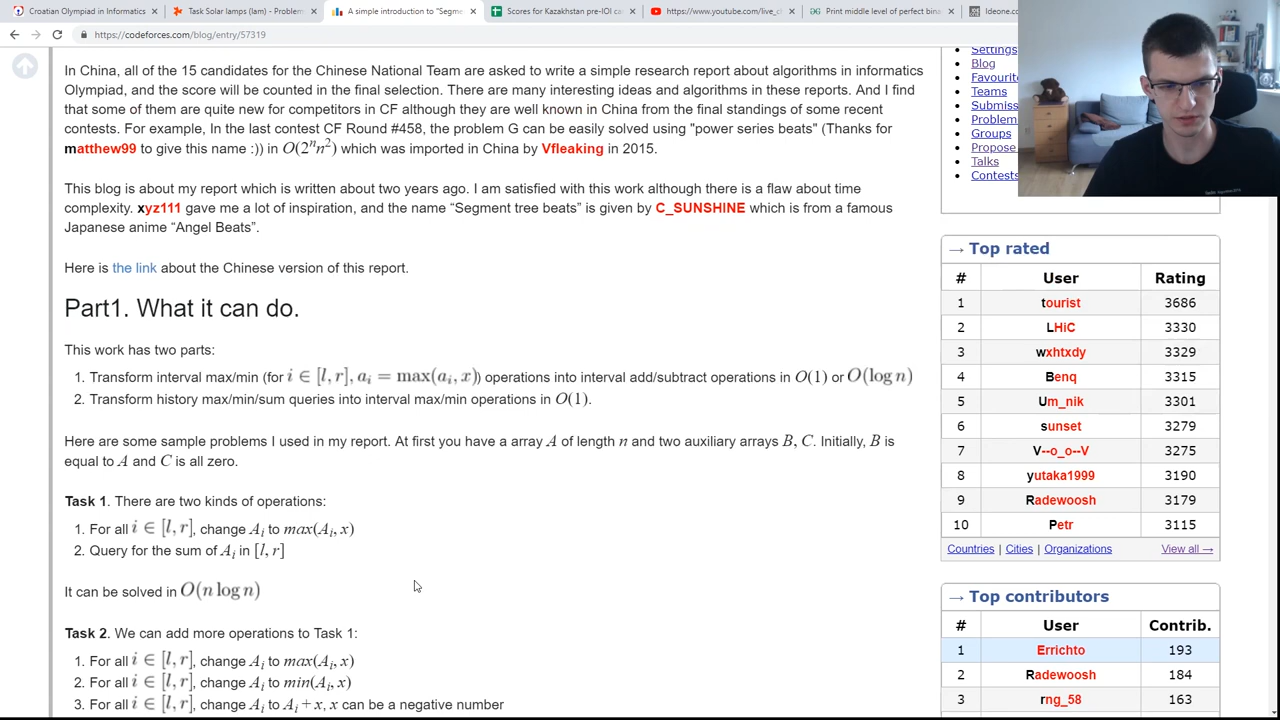 Croatian Olympiad in Informatics
Task Solar lamps (lam) - Problem
A simple introduction to "Segme
Scores for Kazakhstan pre-IOI ca
https://www.youtube.com/live_c
Print middle level of perfect bina
Ideone.co
https://codeforces.com/blog/entry/57319
In China, all of the 15 candidates for the Chinese National Team are asked to write a simple research report about algorithms in informatics
Olympiad, and the score will be counted in the final selection. There are many interesting ideas and algorithms in these reports. And I find
that some of them are quite new for competitors in CF although they are well known in China from the final standings of some recent
contests. For example, In the last contest CF Round #458, the problem G can be easily solved using "power series beats" (Thanks for
matthew99 to give this name :)) in O(2ⁿn²) which was imported in China by Vfleaking in 2015.
This blog is about my report which is written about two years ago. I am satisfied with this work although there is a flaw about time
complexity. xyz111 gave me a lot of inspiration, and the name “Segment tree beats” is given by C_SUNSHINE which is from a famous
Japanese anime “Angel Beats”.
Here is the link about the Chinese version of this report.
Part1. What it can do.
This work has two parts:
1. Transform interval max/min (for i ∈ [l, r], aᵢ = max(aᵢ, x)) operations into interval add/subtract operations in O(1) or O(log n)
2. Transform history max/min/sum queries into interval max/min operations in O(1).
Here are some sample problems I used in my report. At first you have a array A of length n and two auxiliary arrays B, C. Initially, B is
equal to A and C is all zero.
Task 1. There are two kinds of operations:
1. For all i ∈ [l, r], change Aᵢ to max(Aᵢ, x)
2. Query for the sum of Aᵢ in [l, r]
It can be solved in O(n log n)
Task 2. We can add more operations to Task 1:
1. For all i ∈ [l, r], change Aᵢ to max(Aᵢ, x)
2. For all i ∈ [l, r], change Aᵢ to min(Aᵢ, x)
3. For all i ∈ [l, r], change Aᵢ to Aᵢ + x, x can be a negative number
Settings
Blog
Favourite
Teams
Submiss
Problem
Groups
Propose
Talks
Contests
→ Top rated
# User Rating
1 tourist 3686
2 LHiC 3330
3 wxhtxdy 3329
4 Benq 3315
5 Um_nik 3301
6 sunset 3279
7 V--o_o--V 3275
8 yutaka1999 3190
9 Radewoosh 3179
10 Petr 3115
Countries | Cities | Organizations View all →
→ Top contributors
# User Contrib.
1 Errichto 193
2 Radewoosh 184
3 rng_58 163